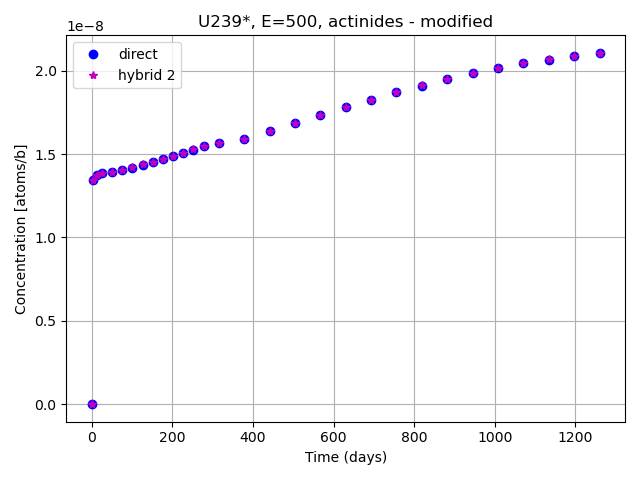 U239*, E=500, actinides - modified
1e−8
direct
hybrid 2
2.0
1.5
1.0
0.5
0.0
Concentration [atoms/b]
0 200 400 600 800 1000 1200
Time (days)